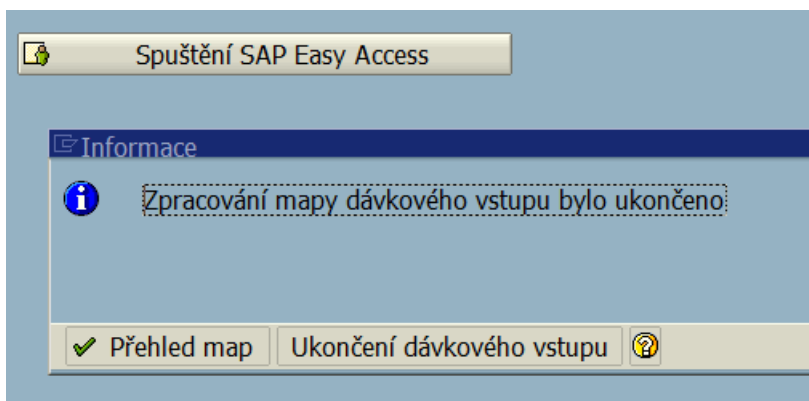 Spuštění SAP Easy Access
Informace
Zpracování mapy dávkového vstupu bylo ukončeno
Přehled map
Ukončení dávkového vstupu